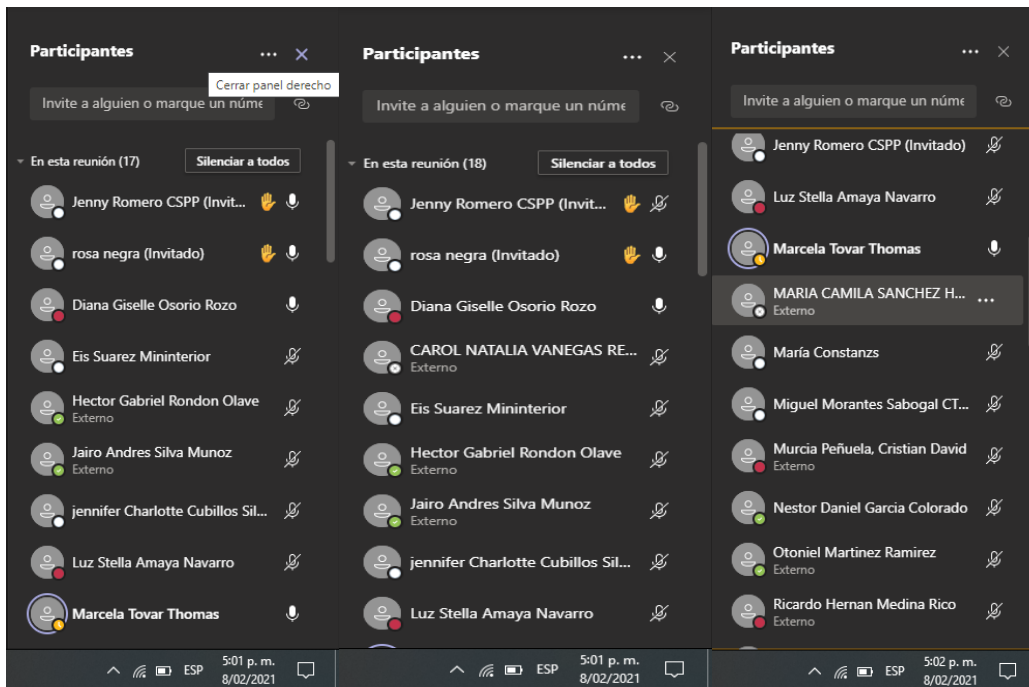 Participantes
Cerrar panel derecho
Invite a alguien o marque un núme
En esta reunión (17)
Silenciar a todos
Jenny Romero CSPP (Invit...
rosa negra (Invitado)
Diana Giselle Osorio Rozo
Eis Suarez Mininterior
Hector Gabriel Rondon Olave
Externo
Jairo Andres Silva Munoz
Externo
jennifer Charlotte Cubillos Sil...
Luz Stella Amaya Navarro
Marcela Tovar Thomas
ESP
5:01 p. m.
8/02/2021
Participantes
Invite a alguien o marque un núme
En esta reunión (18)
Silenciar a todos
Jenny Romero CSPP (Invit...
rosa negra (Invitado)
Diana Giselle Osorio Rozo
CAROL NATALIA VANEGAS RE...
Externo
Eis Suarez Mininterior
Hector Gabriel Rondon Olave
Externo
Jairo Andres Silva Munoz
Externo
jennifer Charlotte Cubillos Sil...
Luz Stella Amaya Navarro
ESP
5:01 p. m.
8/02/2021
Participantes
Invite a alguien o marque un núme
Jenny Romero CSPP (Invitado)
Luz Stella Amaya Navarro
Marcela Tovar Thomas
MARIA CAMILA SANCHEZ H...
Externo
María Constanzs
Miguel Morantes Sabogal CT...
Murcia Peñuela, Cristian David
Externo
Nestor Daniel Garcia Colorado
Otoniel Martinez Ramirez
Externo
Ricardo Hernan Medina Rico
Externo
ESP
5:02 p. m.
8/02/2021